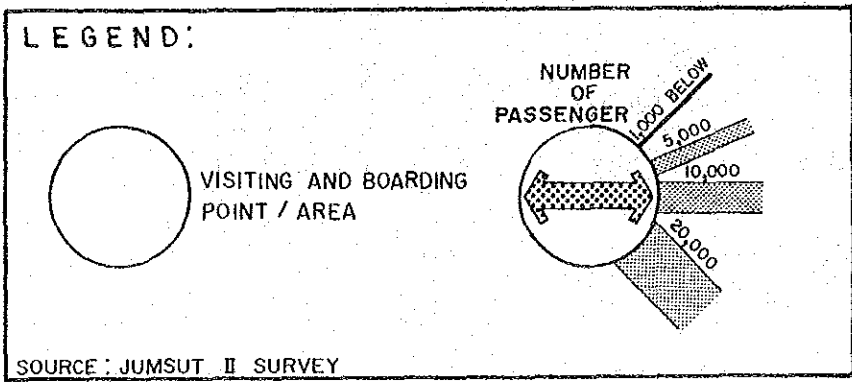 LEGEND:
VISITING AND BOARDING
POINT / AREA
NUMBER
OF
PASSENGER
1,000 BELOW
5,000
10,000
20,000
SOURCE: JUMSUT II SURVEY